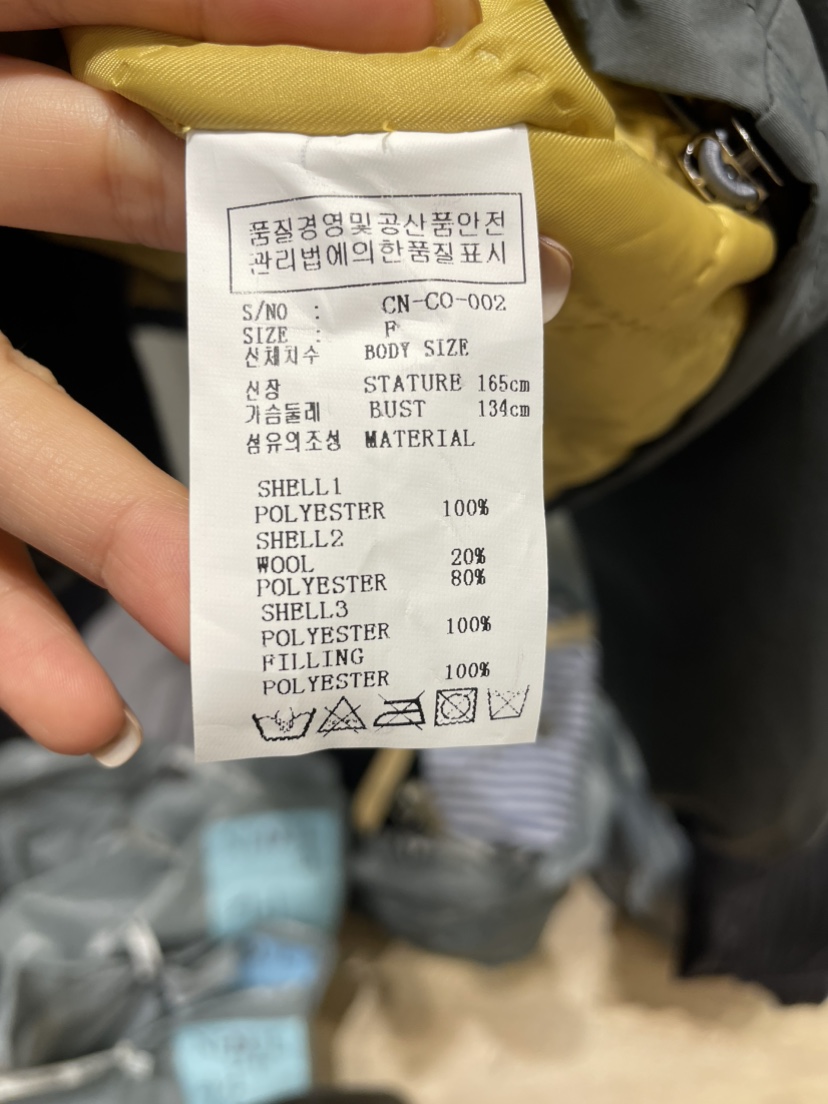 품질경영및공산품안전
관리법에의한품질표시
S/NO : CN-CO-002
SIZE : F
신체치수 BODY SIZE
신장 STATURE 165cm
가슴둘레 BUST 134cm
섬유의조성 MATERIAL
SHELL1
POLYESTER 100%
SHELL2
WOOL 20%
POLYESTER 80%
SHELL3
POLYESTER 100%
FILLING
POLYESTER 100%